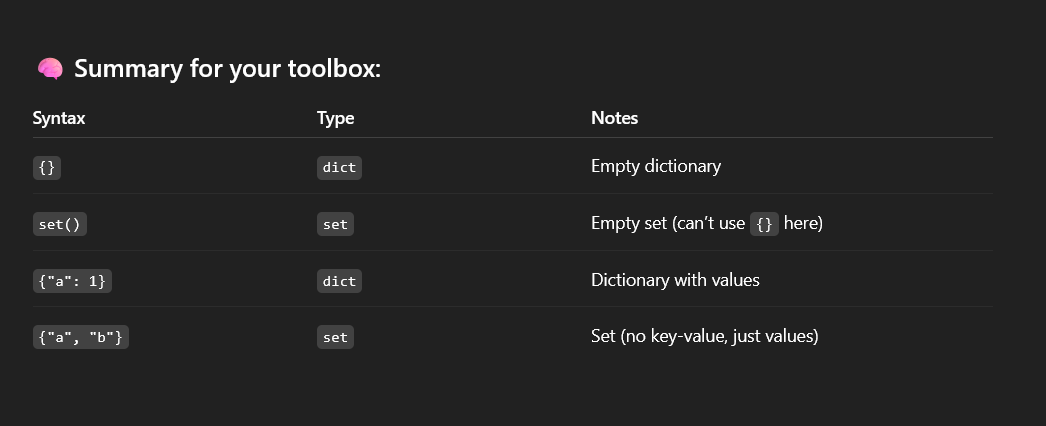 🧠 Summary for your toolbox:
Syntax Type Notes
{} dict Empty dictionary
set() set Empty set (can’t use {} here)
{"a": 1} dict Dictionary with values
{"a", "b"} set Set (no key-value, just values)